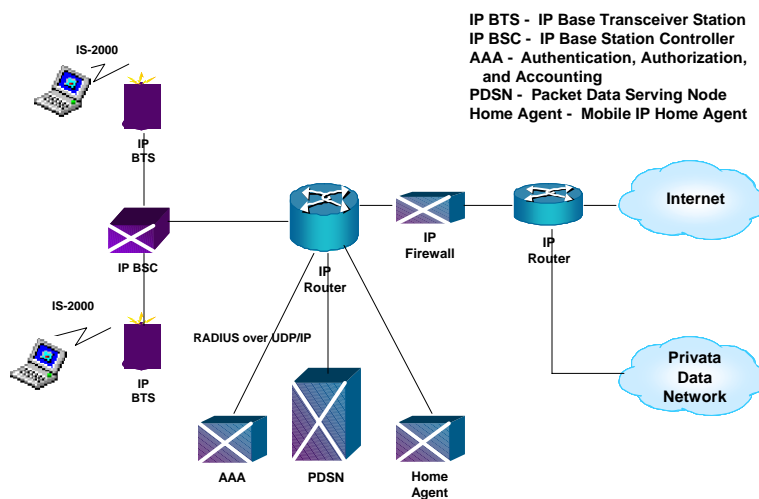 IP BTS - IP Base Transceiver Station
IP BSC - IP Base Station Controller
AAA - Authentication, Authorization,
and Accounting
PDSN - Packet Data Serving Node
Home Agent - Mobile IP Home Agent
IS-2000
IP
BTS
Internet
IP
Firewall
IP
Router
IP BSC
IP
Router
IS-2000
RADIUS over UDP/IP
IP
BTS
Privata
Data
Network
AAA
PDSN
Home
Agent